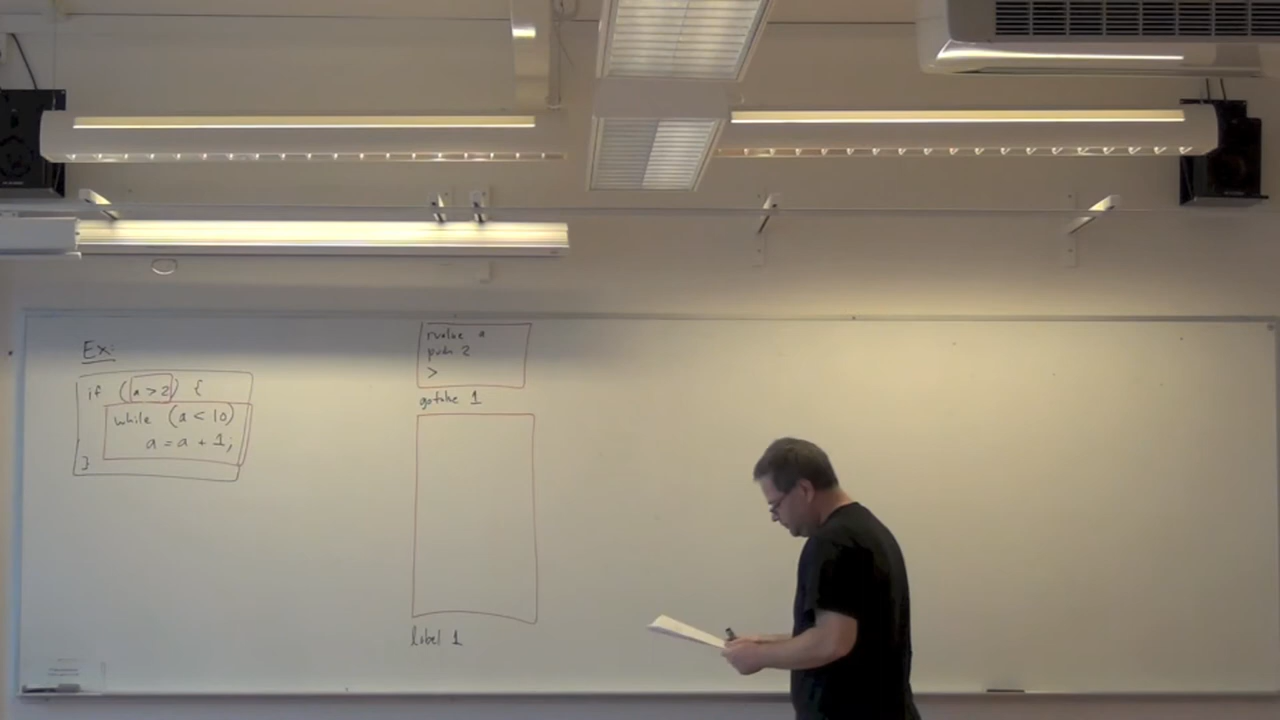 Ex:
if (a > 2) {
while (a < 10)
a = a + 1;
}
rvalue a
push 2
>
gofalse 1
label 1